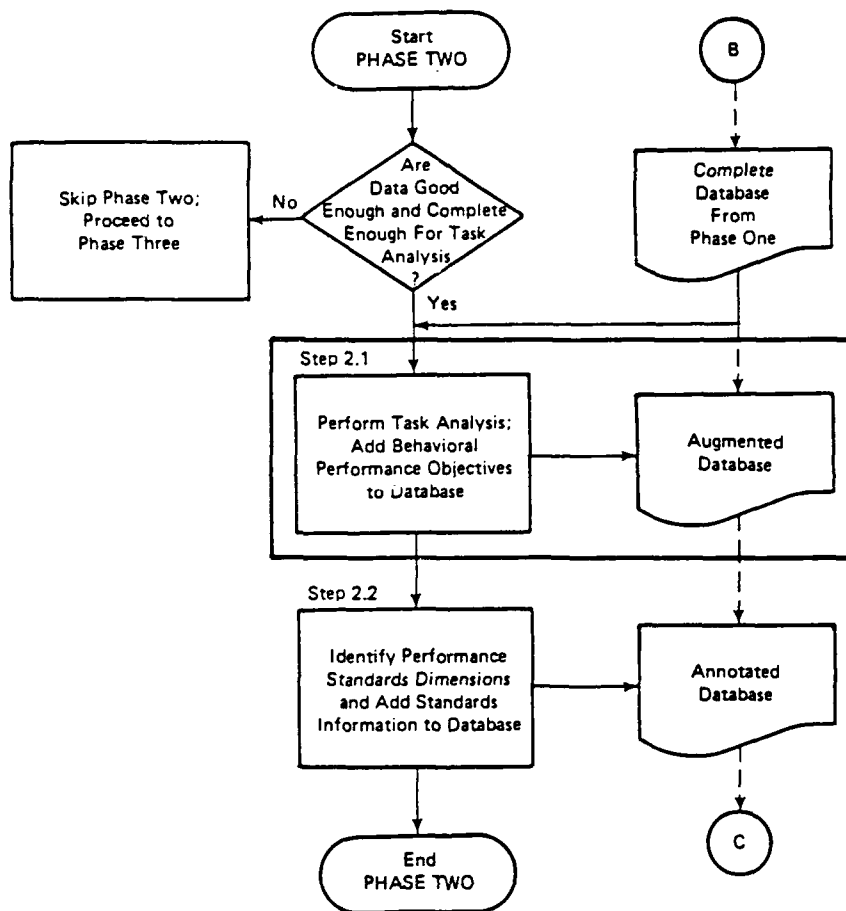 Start
PHASE TWO
B
Are
Data Good
Enough and Complete
Enough For Task
Analysis
?
No
Skip Phase Two;
Proceed to
Phase Three
Complete
Database
From
Phase One
Yes
Step 2.1
Perform Task Analysis;
Add Behavioral
Performance Objectives
to Database
Augmented
Database
Step 2.2
Identify Performance
Standards Dimensions
and Add Standards
Information to Database
Annotated
Database
End
PHASE TWO
C